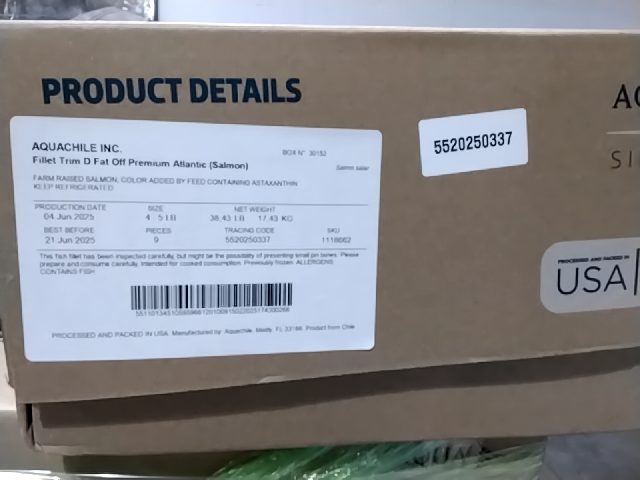 PRODUCT DETAILS
AQUACHILE INC.
BOX N° 30152
Fillet Trim D Fat Off Premium Atlantic (Salmon)
Salmo salar
FARM RAISED SALMON, COLOR ADDED BY FEED CONTAINING ASTAXANTHIN
KEEP REFRIGERATED
PRODUCTION DATE SIZE NET WEIGHT
04 Jun 2025 4 5 LB 38,43 LB 17,43 KG
BEST BEFORE PIECES TRACING CODE SKU
21 Jun 2025 9 5520250337 1118662
This fish fillet has been inspected carefully, but might be the possibility of presenting small pin bones. Please
prepare and consume carefully. Intended for cooked consumption. Previously frozen. ALLERGENS:
CONTAINS FISH
PROCESSED AND PACKED IN USA. Manufactured by: Aquachile, Miami, FL 33166. Product from Chile
5520250337
SI
PROCESSED AND PACKED IN
USA